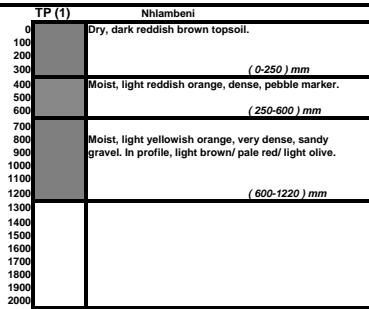 TP (1) Nhlambeni
0 Dry, dark reddish brown topsoil.
100
200
300 ( 0-250 ) mm
400 Moist, light reddish orange, dense, pebble marker.
500
600 ( 250-600 ) mm
700
800 Moist, light yellowish orange, very dense, sandy
900 gravel. In profile, light brown/ pale red/ light olive.
1000
1100
1200 ( 600-1220 ) mm
1300
1400
1500
1600
1700
1800
1900
2000